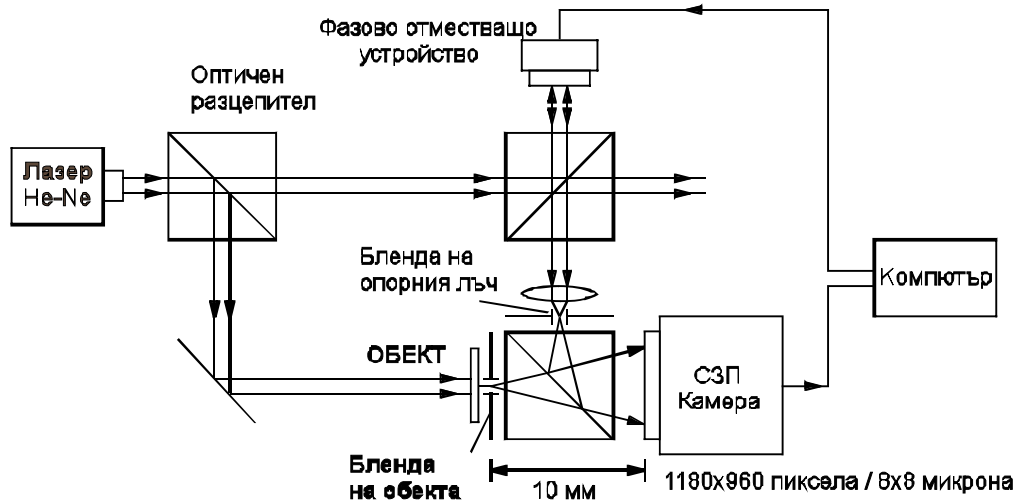 Фазово отместващо
устройство
Оптичен
разцепител
Лазер
He-Ne
Бленда на
опорния лъч
Компютър
ОБЕКТ
СЗП
Камера
Бленда
на обекта
10 мм
1180x960 пиксела / 8x8 микрона